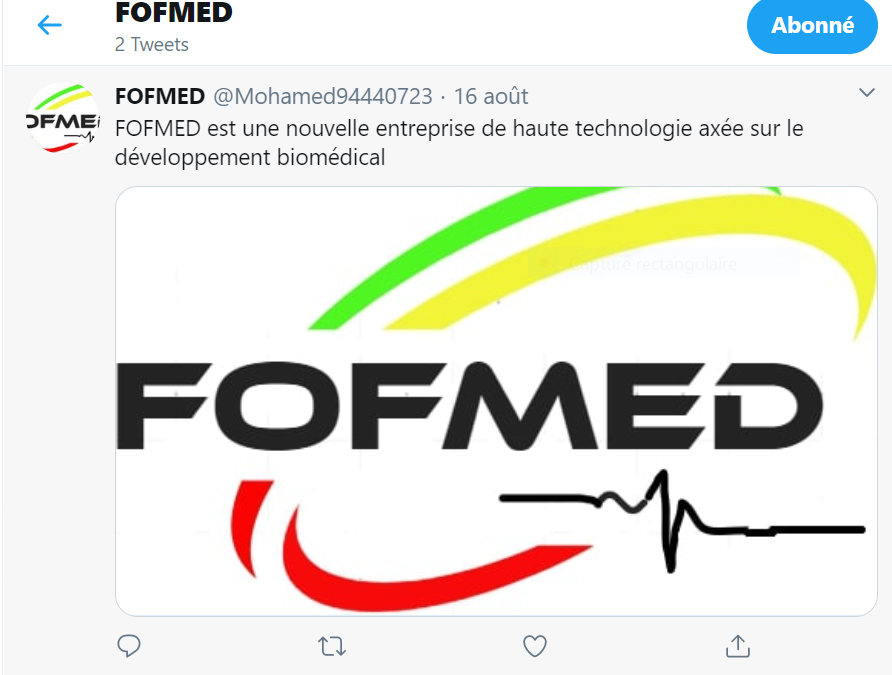 FOFMED
2 Tweets
Abonné
FOFMED @Mohamed94440723 · 16 août
FOFMED est une nouvelle entreprise de haute technologie axée sur le
développement biomédical
OFME
Capture rectangulaire
FOFMED